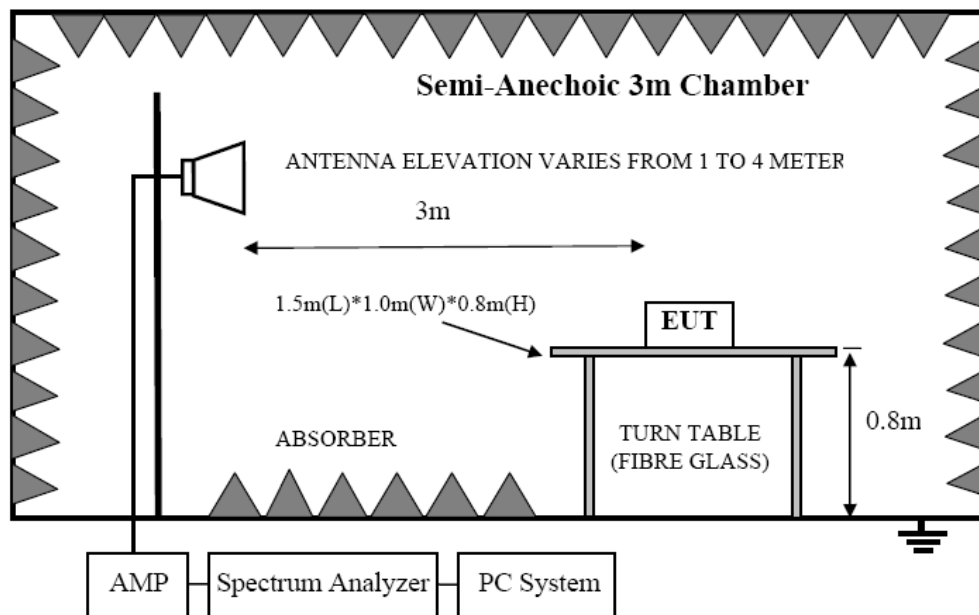 Semi-Anechoic 3m Chamber
ANTENNA ELEVATION VARIES FROM 1 TO 4 METER
3m
1.5m(L)*1.0m(W)*0.8m(H)
EUT
0.8m
ABSORBER
TURN TABLE
(FIBRE GLASS)
AMP
Spectrum Analyzer
PC System